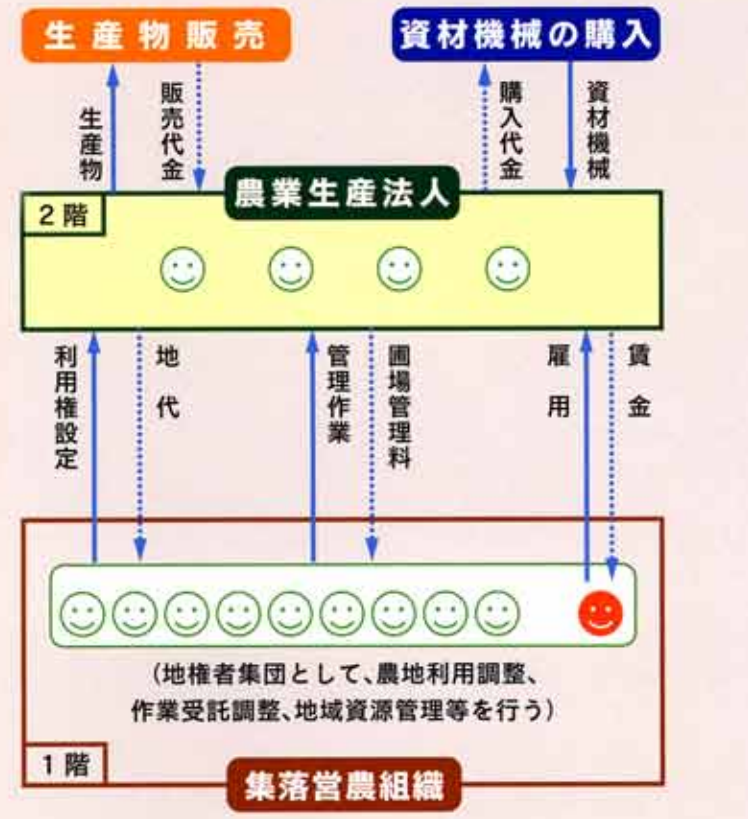 生産物販売
資材機械の購入
生産物
販売代金
購入代金
資材機械
農業生産法人
2階
利用権設定
地代
管理作業
圃場管理料
雇用
賃金
(地権者集団として、農地利用調整、
作業受託調整、地域資源管理等を行う)
1階
集落営農組織